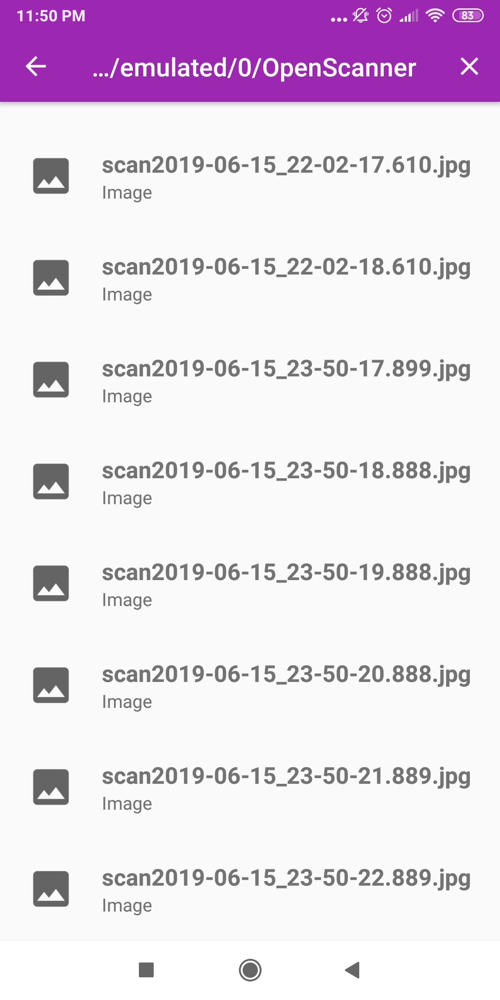 11:50 PM
83
.../emulated/0/OpenScanner
scan2019-06-15_22-02-17.610.jpg
Image
scan2019-06-15_22-02-18.610.jpg
Image
scan2019-06-15_23-50-17.899.jpg
Image
scan2019-06-15_23-50-18.888.jpg
Image
scan2019-06-15_23-50-19.888.jpg
Image
scan2019-06-15_23-50-20.888.jpg
Image
scan2019-06-15_23-50-21.889.jpg
Image
scan2019-06-15_23-50-22.889.jpg
Image